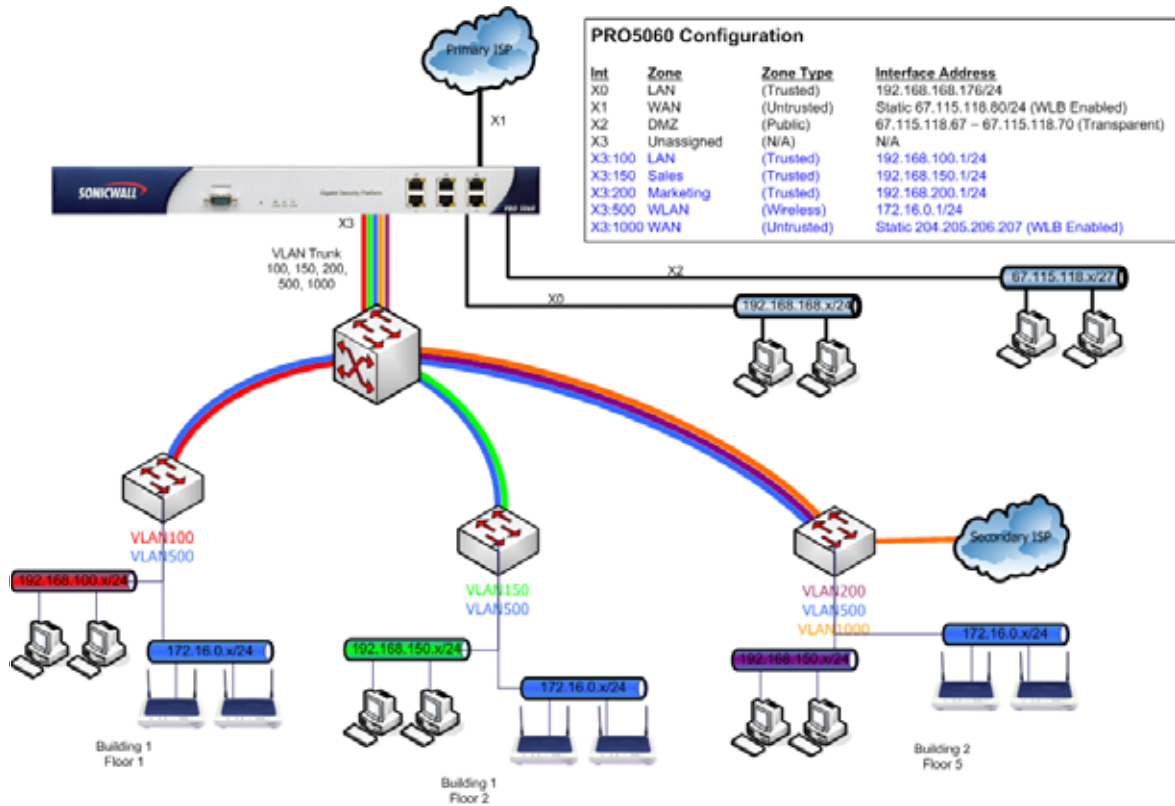 Primary ISP
X1
PRO5060 Configuration
Int Zone Zone Type Interface Address
X0 LAN (Trusted) 192.168.168.176/24
X1 WAN (Untrusted) Static 67.115.118.80/24 (WLB Enabled)
X2 DMZ (Public) 67.115.118.67 – 67.115.118.70 (Transparent)
X3 Unassigned (N/A) N/A
X3:100 LAN (Trusted) 192.168.100.1/24
X3:150 Sales (Trusted) 192.168.150.1/24
X3:200 Marketing (Trusted) 192.168.200.1/24
X3:500 WLAN (Wireless) 172.16.0.1/24
X3:1000 WAN (Untrusted) Static 204.205.206.207 (WLB Enabled)
SONICWALL
Gigabit Security Platform
PRO 5060
X3
VLAN Trunk
100, 150, 200,
500, 1000
X2
67.115.118.x/27
X0
192.168.168.x/24
VLAN100
VLAN500
192.168.100.x/24
172.16.0.x/24
Building 1
Floor 1
VLAN150
VLAN500
192.168.150.x/24
172.16.0.x/24
Building 1
Floor 2
Secondary ISP
VLAN200
VLAN500
VLAN1000
172.16.0.x/24
192.168.150.x/24
Building 2
Floor 5